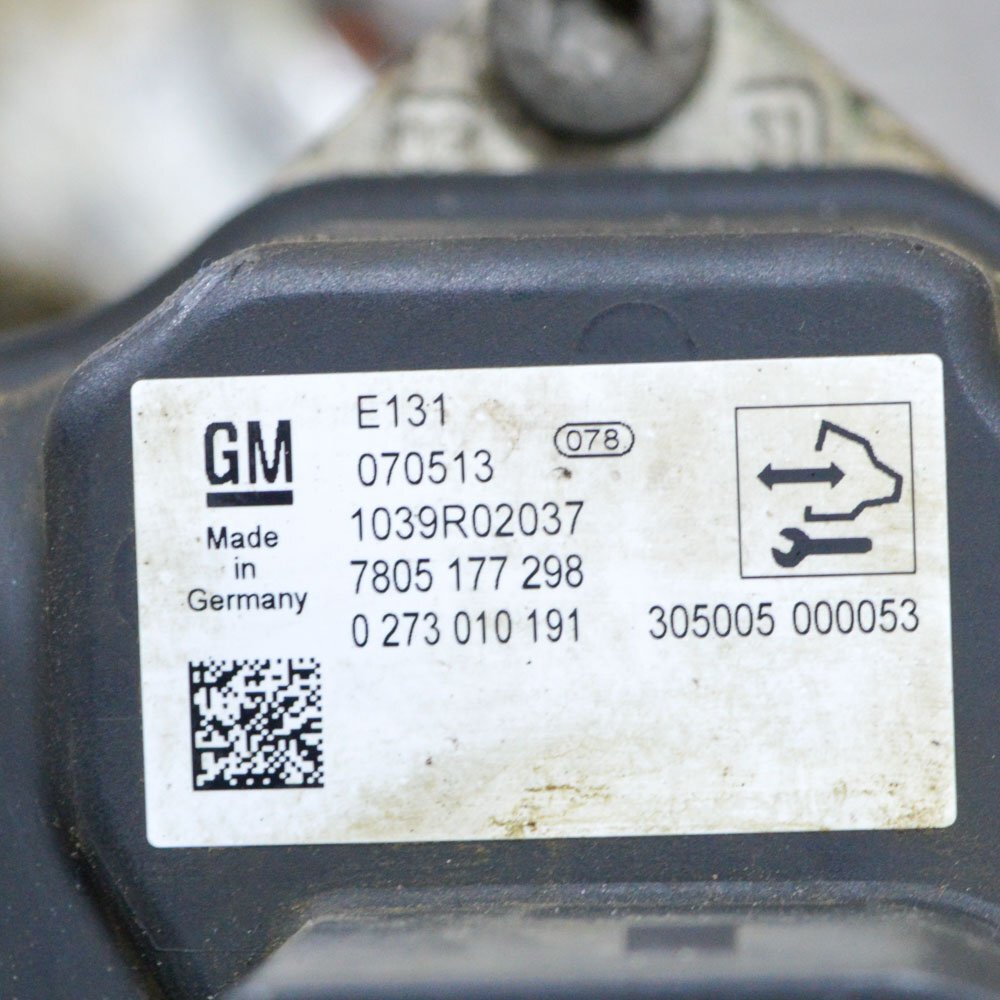 GM
Made
in
Germany
E131
078
070513
1039R02037
7805 177 298
0 273 010 191
305005 000053